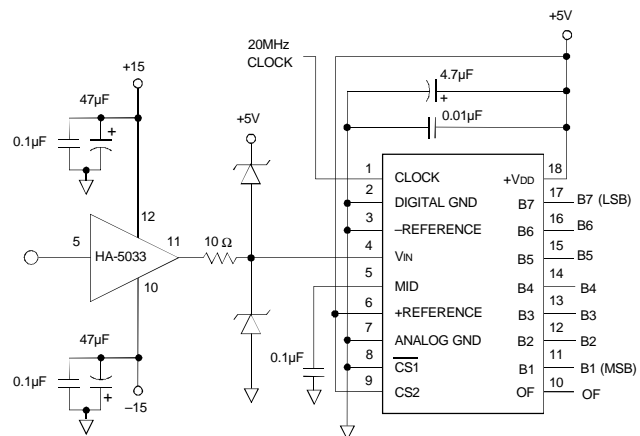 +5V
20MHz
CLOCK
+15
47µF
0.1µF
+
+5V
4.7µF
+
0.01µF
5
HA-5033
12
11
10
10 Ω
47µF
0.1µF
+
–15
0.1µF
1 CLOCK
2 DIGITAL GND
3 –REFERENCE
4 VIN
5 MID
6 +REFERENCE
7 ANALOG GND
8 CS1
9 CS2
+VDD 18
B7 17 B7 (LSB)
B6 16 B6
B5 15 B5
B4 14 B4
B3 13 B3
B2 12 B2
B1 11 B1 (MSB)
OF 10 OF